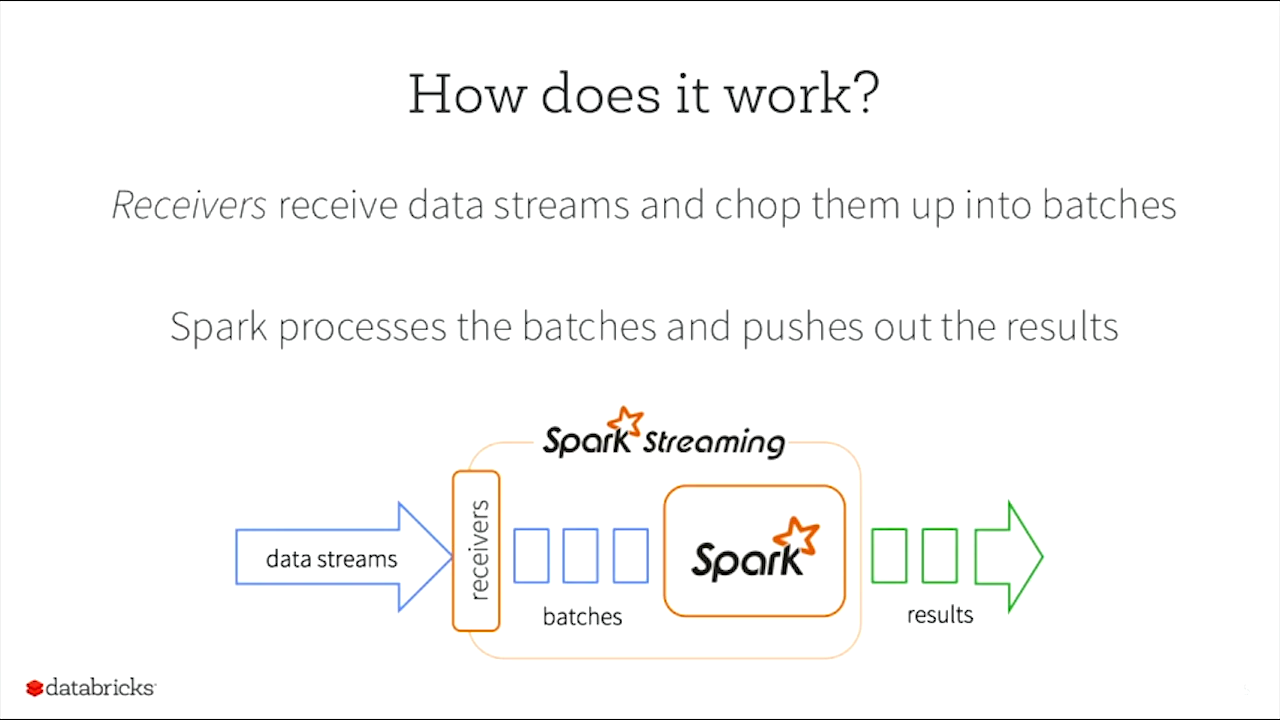 How does it work?
Receivers receive data streams and chop them up into batches
Spark processes the batches and pushes out the results
Spark Streaming
data streams
receivers
batches
Spark
results
databricks